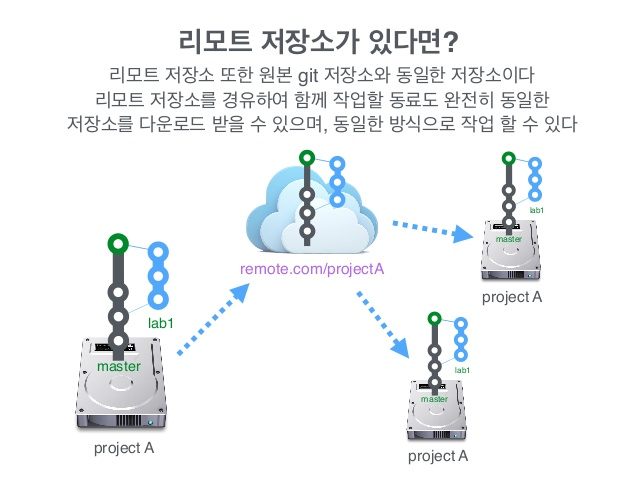 리모트 저장소가 있다면?
리모트 저장소 또한 원본 git 저장소와 동일한 저장소이다
리모트 저장소를 경유하여 함께 작업할 동료도 완전히 동일한
저장소를 다운로드 받을 수 있으며, 동일한 방식으로 작업 할 수 있다
remote.com/projectA
lab1
master
project A
lab1
master
project A
lab1
master
project A